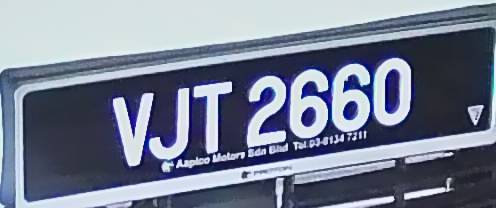 VJT 2660
Aapico Motors Sdn Bhd Tel:03-8134 7211